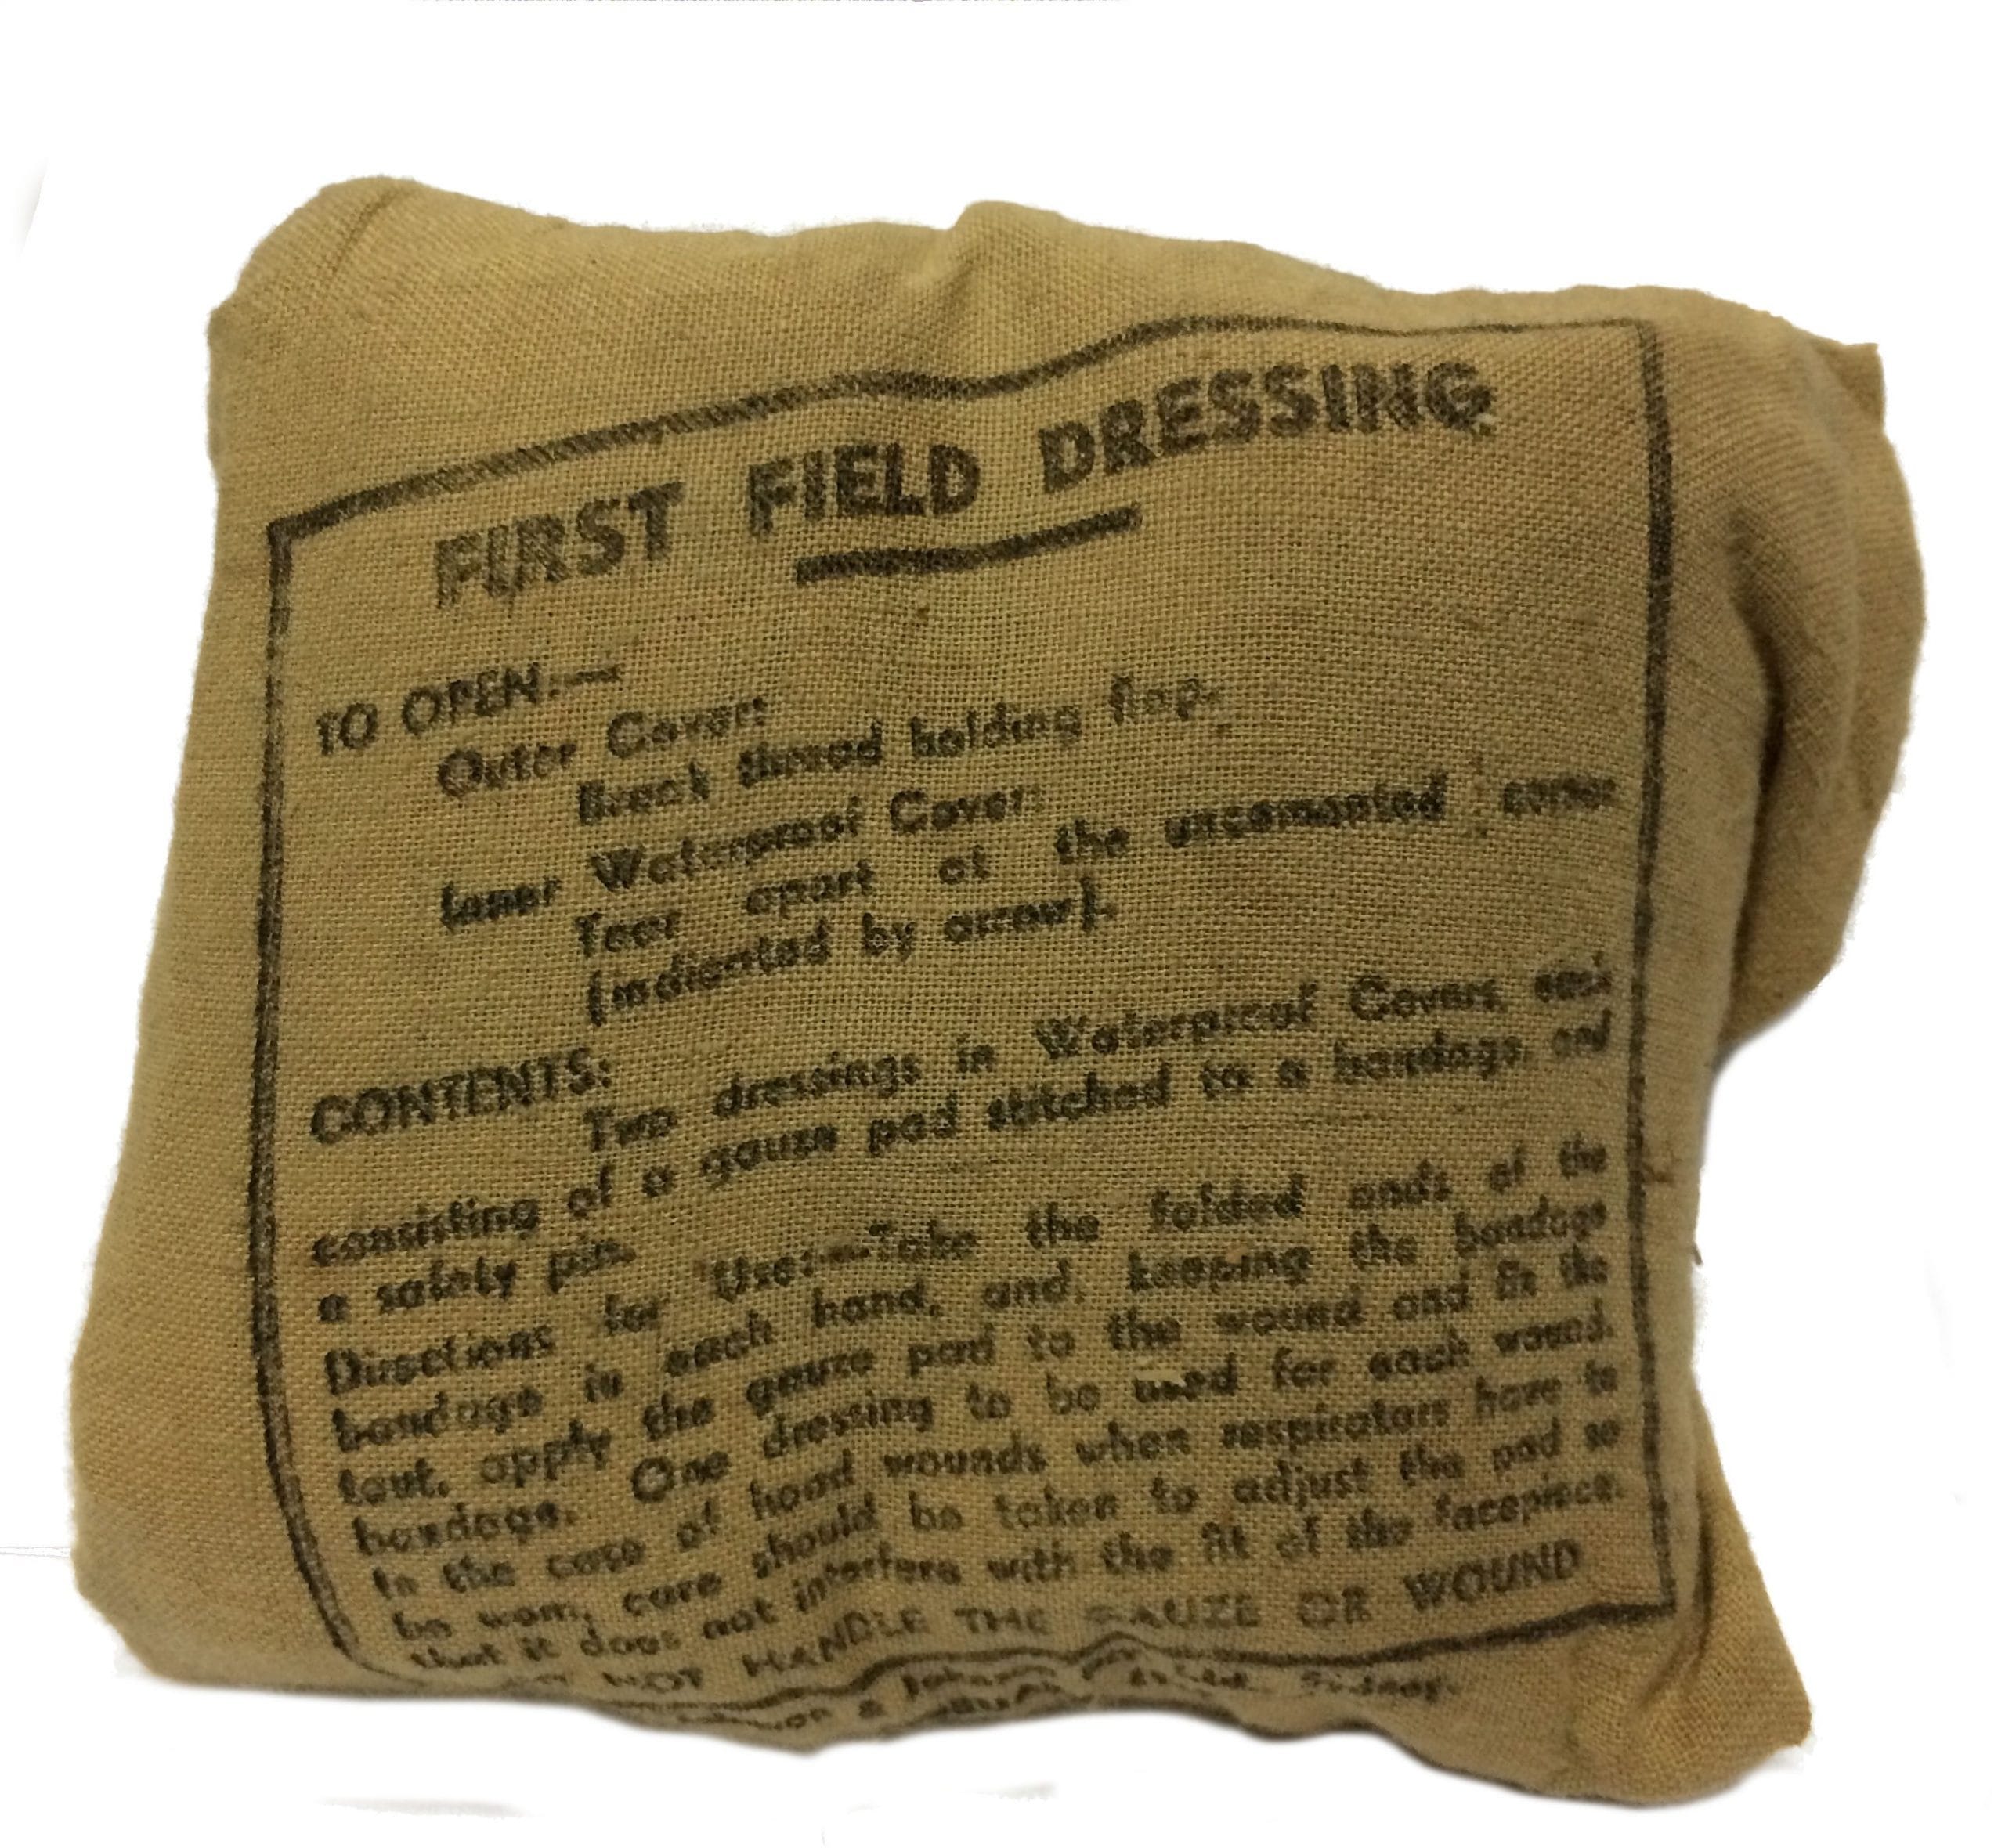 FIRST FIELD DRESSING
TO OPEN:—
Outer Cover:
Break thread holding flap.
Inner Waterproof Cover:
Tear apart at the uncemented corner
(indicated by arrow).
CONTENTS:
Two dressings in Waterproof Covers, each
consisting of a gauze pad stitched to a bandage, and
a safety pin.
Directions for Use:—Take the folded ends of the
bandage in each hand, and, keeping the bandage
taut, apply the gauze pad to the wound and fix the
bandage. One dressing to be used for each wound.
In the case of head wounds when respirators have to
be worn, care should be taken to adjust the pad so
that it does not interfere with the fit of the facepiece.
NOT HANDLE THE GAUZE OR WOUND
Johnson & Johnson Sydney.